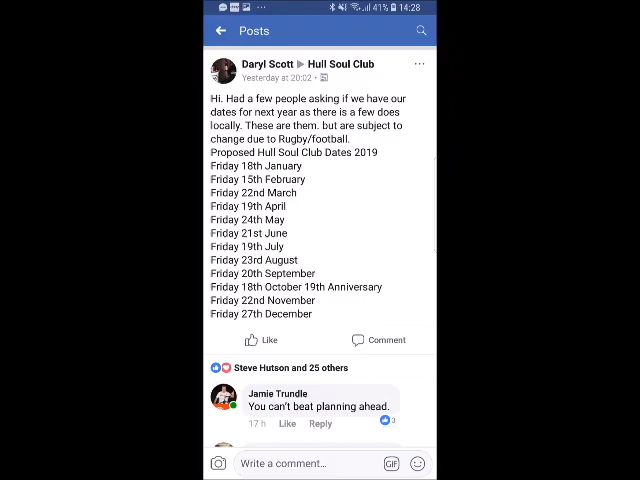 41% 14:28
Posts
Daryl Scott ▶ Hull Soul Club
Yesterday at 20:02 •
Hi. Had a few people asking if we have our
dates for next year as there is a few does
locally. These are them. but are subject to
change due to Rugby/football.
Proposed Hull Soul Club Dates 2019
Friday 18th January
Friday 15th February
Friday 22nd March
Friday 19th April
Friday 24th May
Friday 21st June
Friday 19th July
Friday 23rd August
Friday 20th September
Friday 18th October 19th Anniversary
Friday 22nd November
Friday 27th December
Like Comment
Steve Hutson and 25 others
Jamie Trundle
You can't beat planning ahead.
17 h Like Reply 3
Write a comment... GIF